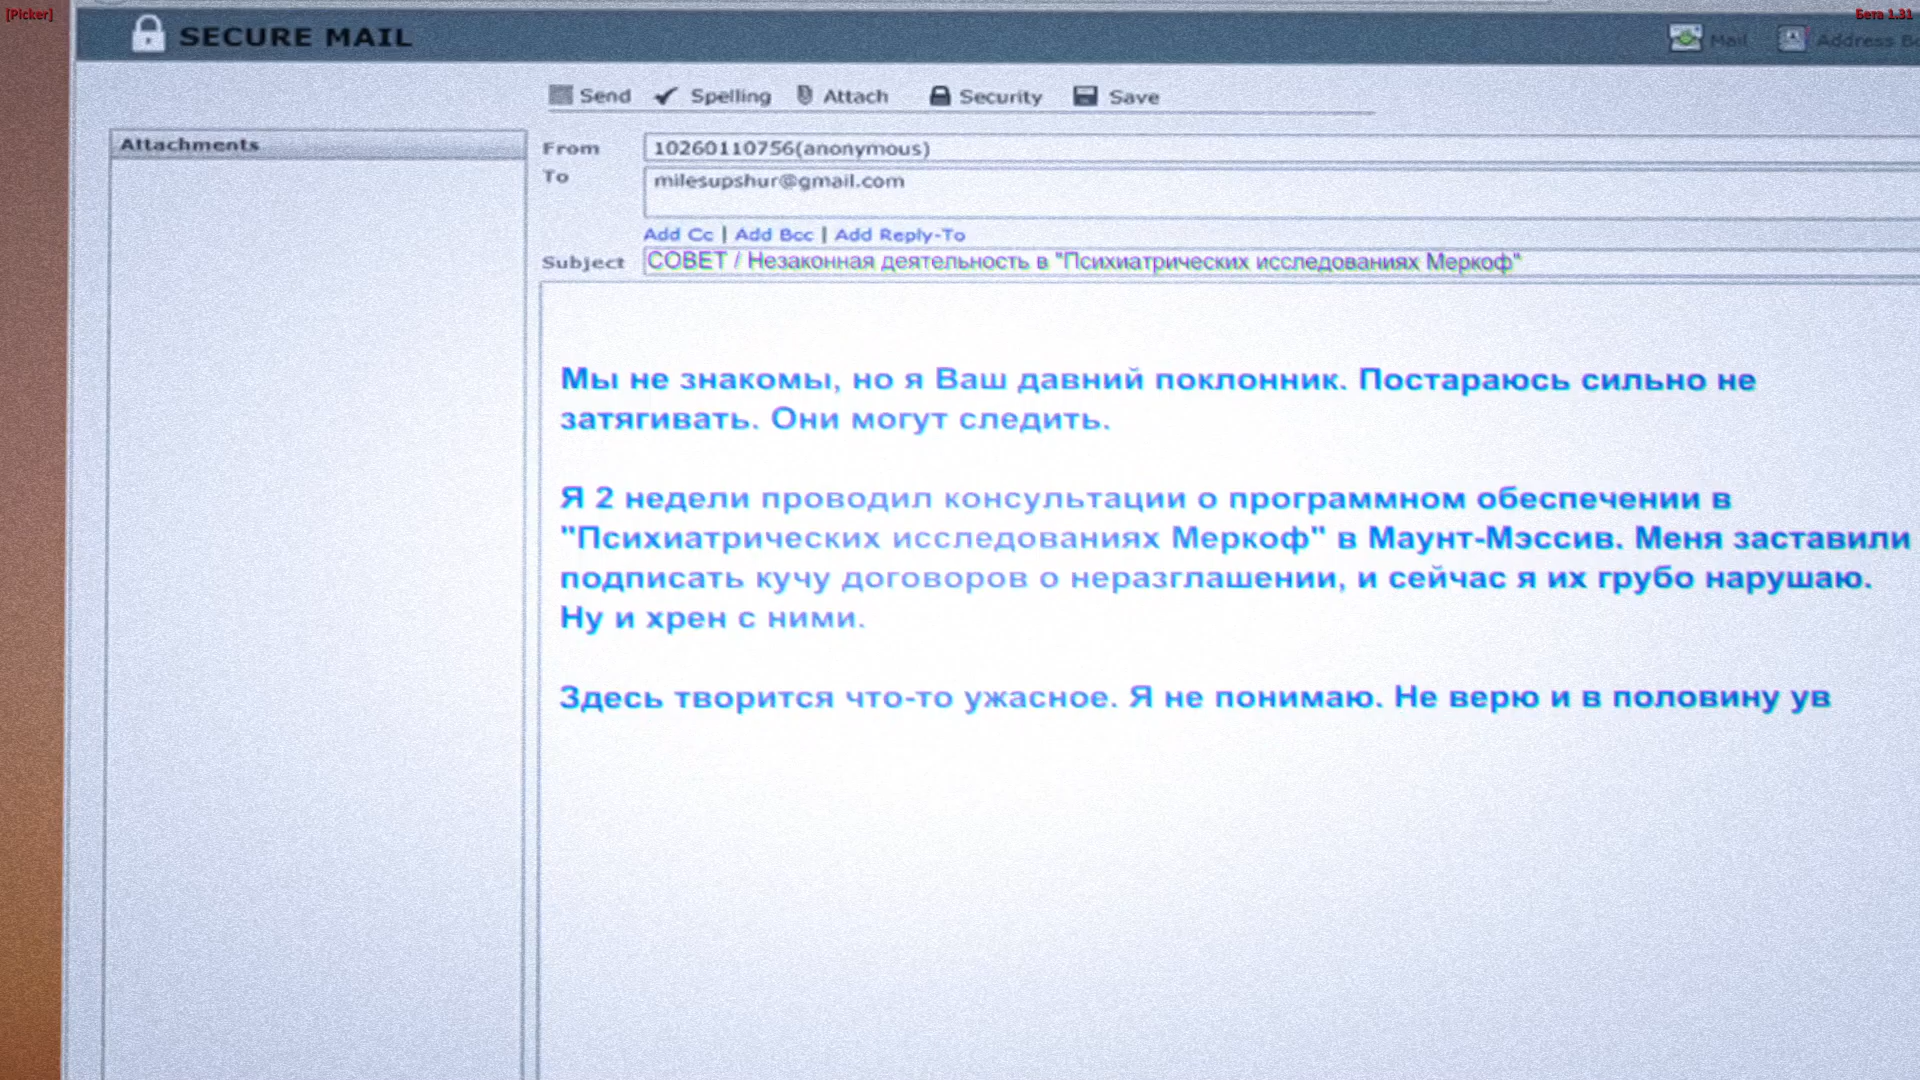 [Picker]
Бета 1.31
SECURE MAIL
Mail
Address
Send
Spelling
Attach
Security
Save
Attachments
From
10260110756(anonymous)
To
milesupshur@gmail.com
Add Cc | Add Bcc | Add Reply-To
Subject
СОВЕТ / Незаконная деятельность в "Психиатрических исследованиях Меркоф"
Мы не знакомы, но я Ваш давний поклонник. Постараюсь сильно не
затягивать. Они могут следить.
Я 2 недели проводил консультации о программном обеспечении в
"Психиатрических исследованиях Меркоф" в Маунт-Мэссив. Меня заставили
подписать кучу договоров о неразглашении, и сейчас я их грубо нарушаю.
Ну и хрен с ними.
Здесь творится что-то ужасное. Я не понимаю. Не верю и в половину ув